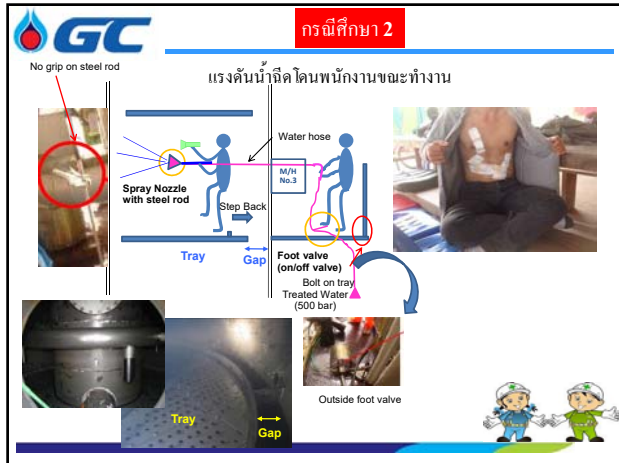 GC
กรณีศึกษา 2
No grip on steel rod
แรงดันน้ำฉีดโดนพนักงานขณะทำงาน
Water hose
M/H
No.3
Spray Nozzle
with steel rod
Step Back
Tray
Gap
Foot valve
(on/off valve)
Bolt on tray
Treated Water
(500 bar)
Outside foot valve
Tray
Gap